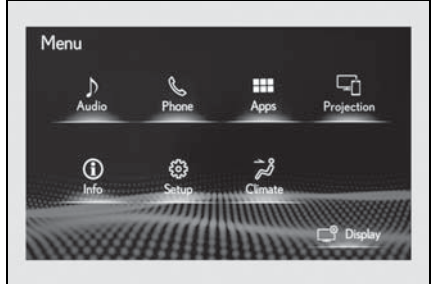 Menu
Audio Phone Apps Projection
Info Setup Climate
Display